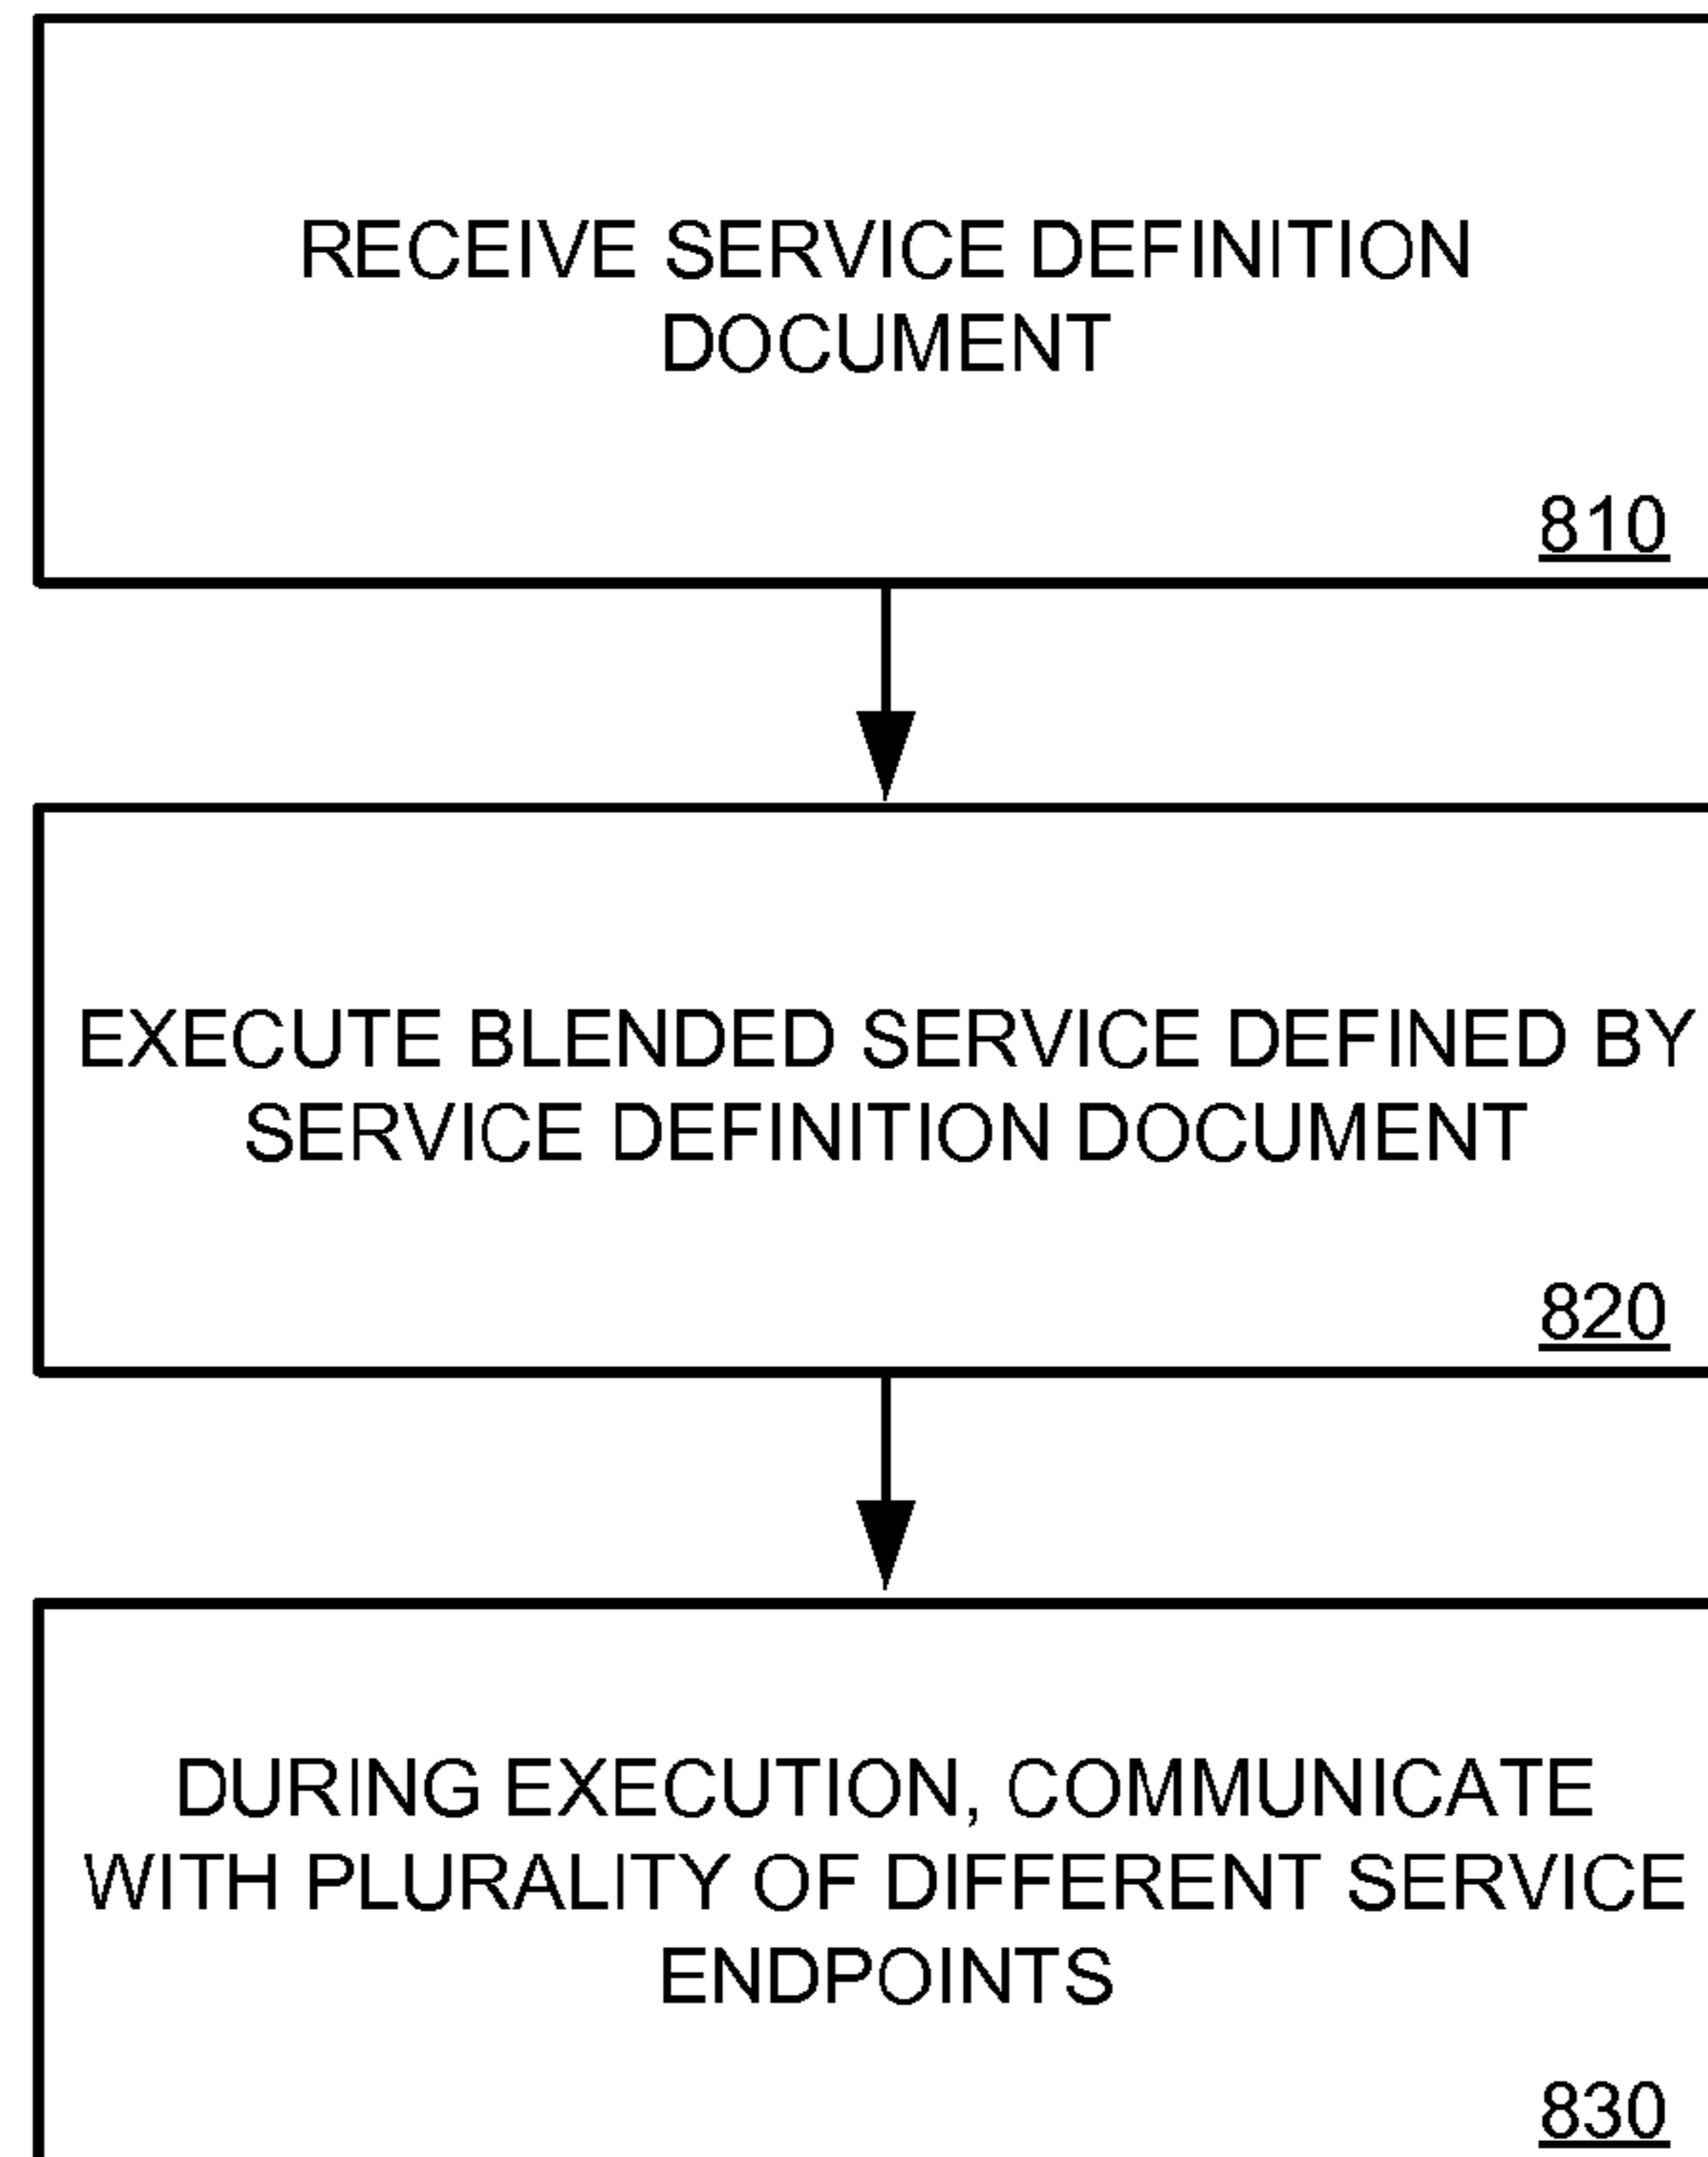 RECEIVE SERVICE DEFINITION
DOCUMENT
810
EXECUTE BLENDED SERVICE DEFINED BY
SERVICE DEFINITION DOCUMENT
820
DURING EXECUTION, COMMUNICATE
WITH PLURALITY OF DIFFERENT SERVICE
ENDPOINTS
830